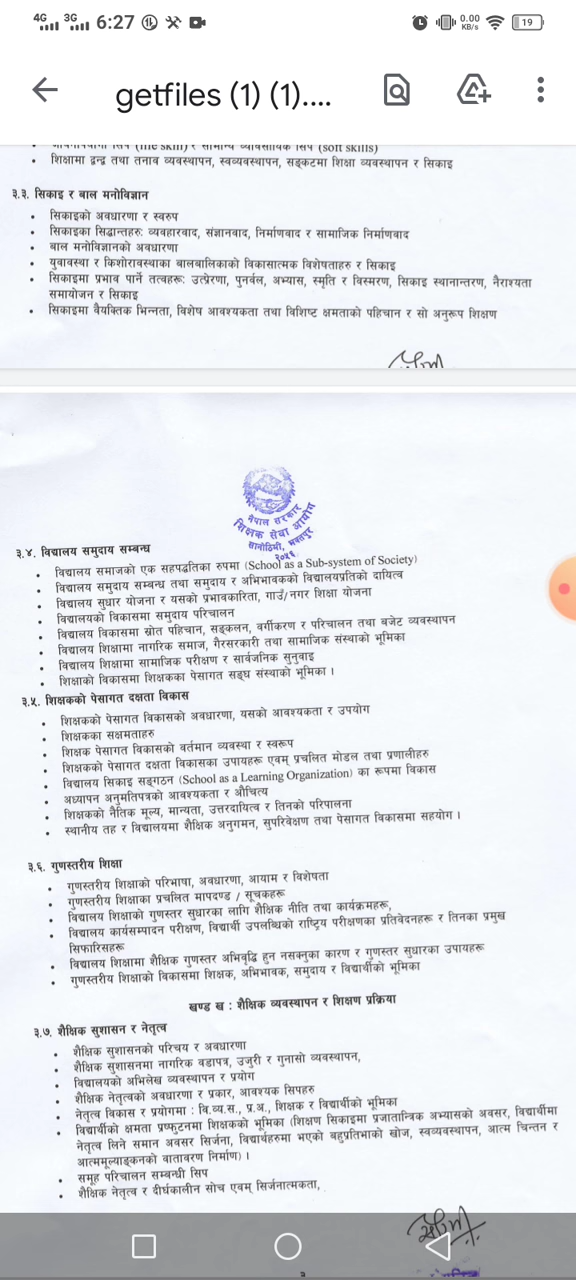 4G 3G 6:27 0.00 KB/s 19
getfiles (1) (1)....
(life skill) र सामान्य व्यावसायिक सिप (soft skills)
• शिक्षामा द्वन्द्व तथा तनाव व्यवस्थापन, स्वव्यवस्थापन, सङ्कटमा शिक्षा व्यवस्थापन र सिकाइ
३.३. सिकाइ र बाल मनोविज्ञान
• सिकाइको अवधारणा र स्वरुप
• सिकाइका सिद्धान्तहरु: व्यवहारवाद, संज्ञानवाद, निर्माणवाद र सामाजिक निर्माणवाद
• बाल मनोविज्ञानको अवधारणा
• युवावस्था र किशोरावस्थाका बालबालिकाको विकासात्मक विशेषताहरु र सिकाइ
• सिकाइमा प्रभाव पार्ने तत्वहरू: उत्प्रेरणा, पुनर्वल, अभ्यास, स्मृति र विस्मरण, सिकाइ स्थानान्तरण, नैराश्यता
समायोजन र सिकाइ
• सिकाइमा वैयक्तिक भिन्नता, विशेष आवश्यकता तथा विशिष्ट क्षमताको पहिचान र सो अनुरूप शिक्षण
नेपाल सरकार
शिक्षक सेवा आयोग
सानोठिमी, भक्तपुर
२०५९
३.४. विद्यालय समुदाय सम्बन्ध
• विद्यालय समाजको एक सहपद्धतिका रुपमा (School as a Sub-system of Society)
• विद्यालय समुदाय सम्बन्ध तथा समुदाय र अभिभावकको विद्यालयप्रतिको दायित्व
• विद्यालय सुधार योजना र यसको प्रभावकारिता, गाउँ/नगर शिक्षा योजना
• विद्यालयको विकासमा समुदाय परिचालन
• विद्यालय विकासमा स्रोत पहिचान, सङ्कलन, वर्गीकरण र परिचालन तथा बजेट व्यवस्थापन
• विद्यालय शिक्षामा नागरिक समाज, गैरसरकारी तथा सामाजिक संस्थाको भूमिका
• विद्यालय शिक्षामा सामाजिक परीक्षण र सार्वजनिक सुनुवाइ
• शिक्षाको विकासमा शिक्षकका पेसागत सङ्घ संस्थाको भूमिका ।
३.५. शिक्षकको पेसागत दक्षता विकास
• शिक्षकको पेसागत विकासको अवधारणा, यसको आवश्यकता र उपयोग
• शिक्षकका सक्षमताहरु
• शिक्षक पेसागत विकासको वर्तमान व्यवस्था र स्वरूप
• शिक्षकको पेसागत दक्षता विकासका उपायहरू एवम् प्रचलित मोडल तथा प्रणालीहरु
• विद्यालय सिकाइ सङ्गठन (School as a Learning Organization) का रूपमा विकास
• अध्यापन अनुमतिपत्रको आवश्यकता र औचित्य
• शिक्षकको नैतिक मूल्य, मान्यता, उत्तरदायित्व र तिनको परिपालना
• स्थानीय तह र विद्यालयमा शैक्षिक अनुगमन, सुपरिवेक्षण तथा पेसागत विकासमा सहयोग ।
३.६. गुणस्तरीय शिक्षा
• गुणस्तरीय शिक्षाको परिभाषा, अवधारणा, आयाम र विशेषता
• गुणस्तरीय शिक्षाका प्रचलित मापदण्ड / सूचकहरू
• विद्यालय शिक्षाको गुणस्तर सुधारका लागि शैक्षिक नीति तथा कार्यक्रमहरू,
• विद्यालय कार्यसम्पादन परीक्षण, विद्यार्थी उपलब्धिको राष्ट्रिय परीक्षणका प्रतिवेदनहरू र तिनका प्रमुख
सिफारिसहरू
• विद्यालय शिक्षामा शैक्षिक गुणस्तर अभिवृद्धि हुन नसक्नुका कारण र गुणस्तर सुधारका उपायहरू
• गुणस्तरीय शिक्षाको विकासमा शिक्षक, अभिभावक, समुदाय र विद्यार्थीको भूमिका
खण्ड ख : शैक्षिक व्यवस्थापन र शिक्षण प्रक्रिया
३.७. शैक्षिक सुशासन र नेतृत्व
• शैक्षिक सुशासनको परिचय र अवधारणा
• शैक्षिक सुशासनमा नागरिक वडापत्र, उजुरी र गुनासो व्यवस्थापन,
• विद्यालयको अभिलेख व्यवस्थापन र प्रयोग
• शैक्षिक नेतृत्वको अवधारणा र प्रकार, आवश्यक सिपहरु
• नेतृत्व विकास र प्रयोगमा : वि.व्य.स., प्र.अ., शिक्षक र विद्यार्थीको भूमिका
• विद्यार्थीको क्षमता प्रष्फुटनमा शिक्षकको भूमिका (शिक्षण सिकाइमा प्रजातान्त्रिक अभ्यासको अवसर, विद्यार्थीमा
नेतृत्व लिने समान अवसर सिर्जना, विद्यार्थहरुमा भएको बहुप्रतिभाको खोज, स्वव्यवस्थापन, आत्म चिन्तन र
आत्ममूल्याङ्कनको वातावरण निर्माण) ।
• समूह परिचालन सम्बन्धी सिप
• शैक्षिक नेतृत्व र दीर्घकालीन सोच एवम् सिर्जनात्मकता,